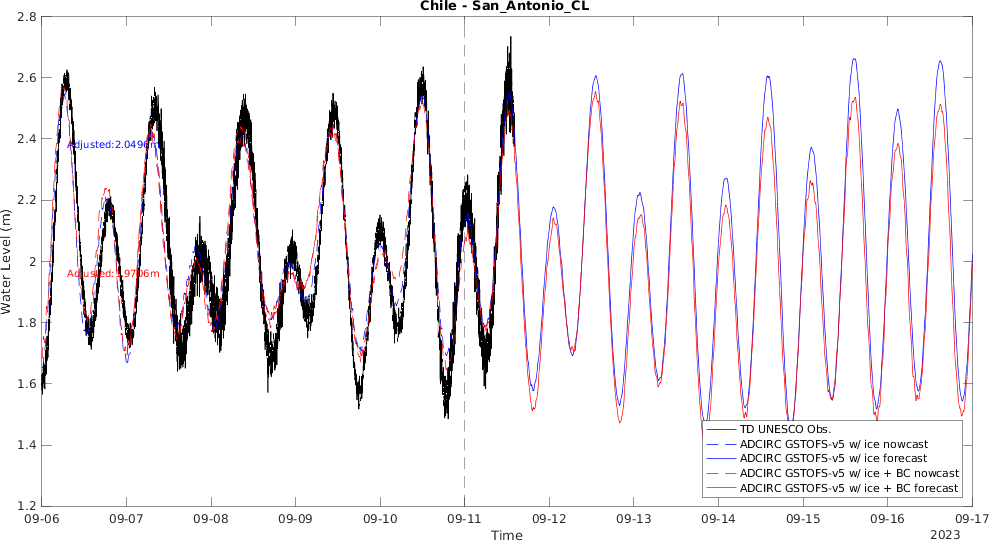 Chile - San_Antonio_CL
2.8
2.6
2.4
2.2
2
1.8
1.6
1.4
1.2
Water Level (m)
Adjusted:2.0496m
Adjusted:1.9706m
TD UNESCO Obs.
ADCIRC GSTOFS-v5 w/ ice nowcast
ADCIRC GSTOFS-v5 w/ ice forecast
ADCIRC GSTOFS-v5 w/ ice + BC nowcast
ADCIRC GSTOFS-v5 w/ ice + BC forecast
09-06 09-07 09-08 09-09 09-10 09-11 09-12 09-13 09-14 09-15 09-16 09-17
Time
2023